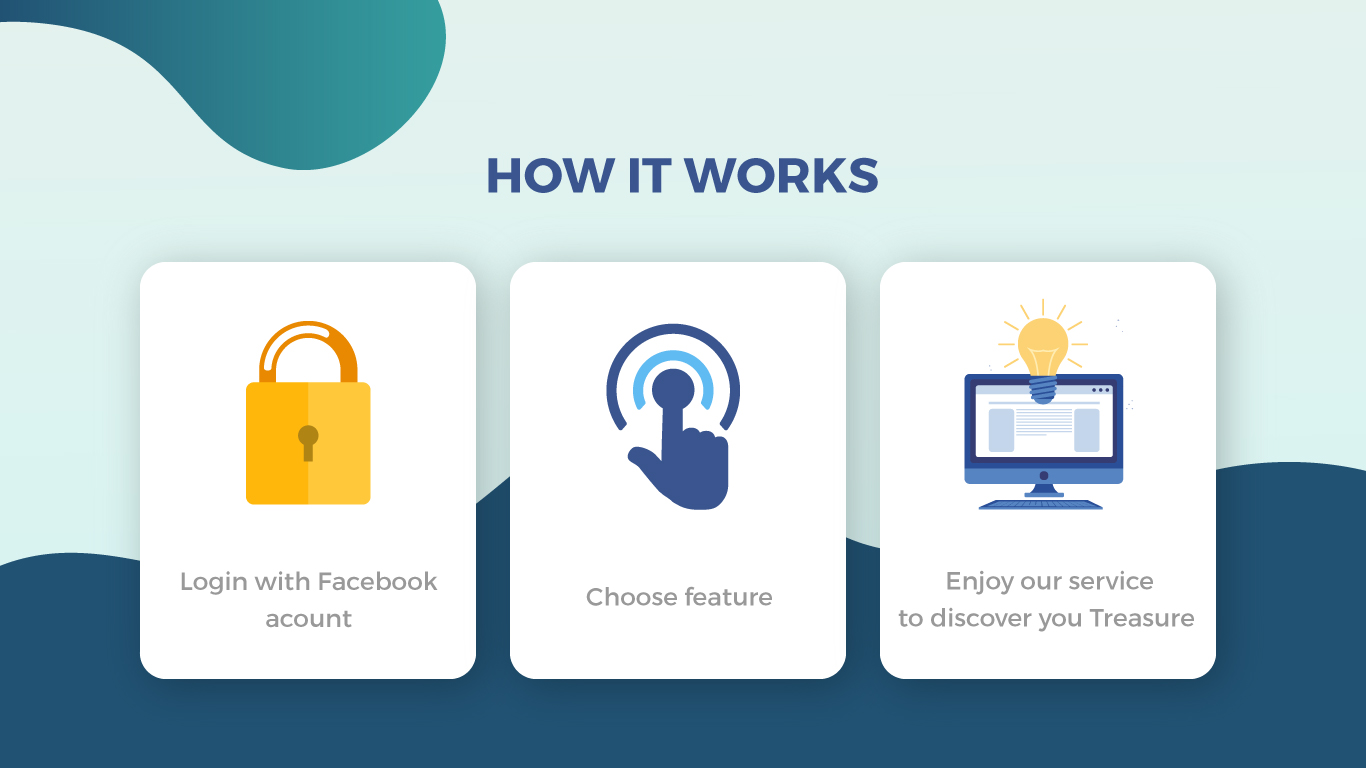 HOW IT WORKS
Login with Facebook
acount
Choose feature
Enjoy our service
to discover you Treasure